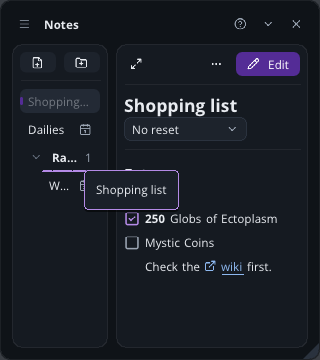 Notes
Edit
Shopping...
Shopping list
No reset
Dailies
Ra... 1
W...
Shopping list
250 Globs of Ectoplasm
Mystic Coins
Check the wiki first.